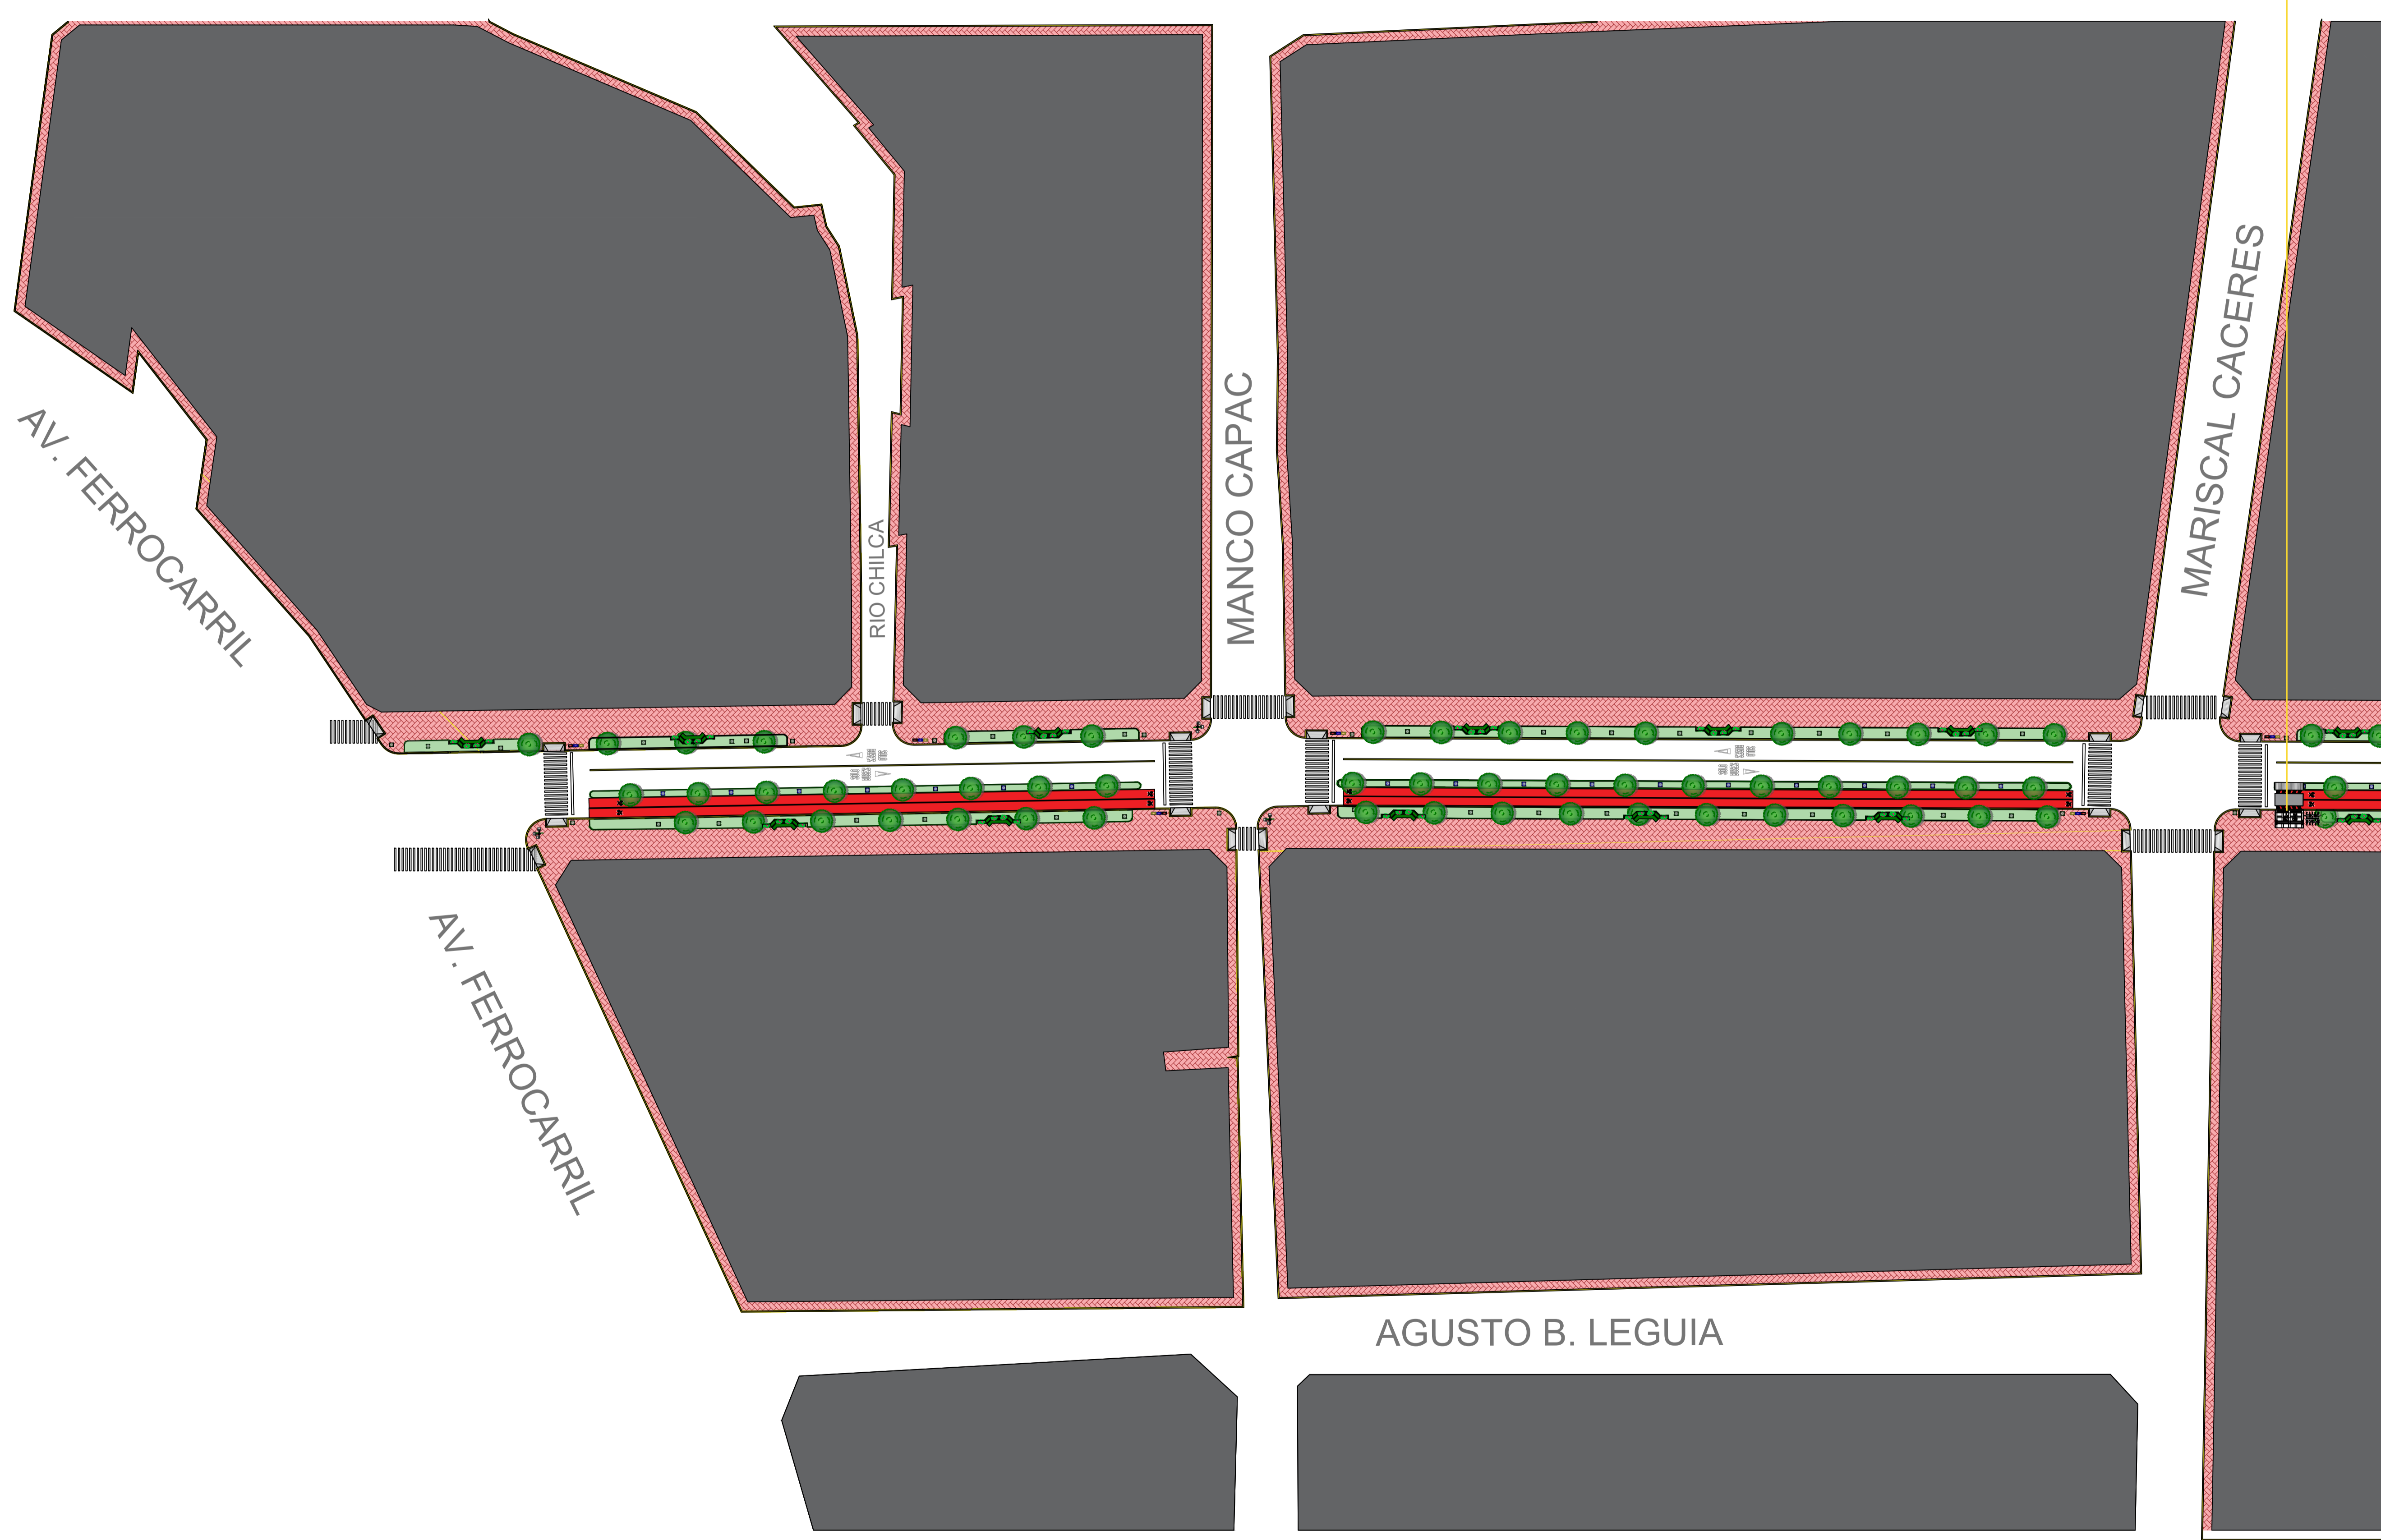 MARISCAL CACERES
MANCO CAPAC
AV. FERROCARRIL
RIO CHILCA
AV. FERROCARRIL
AGUSTO B. LEGUIA